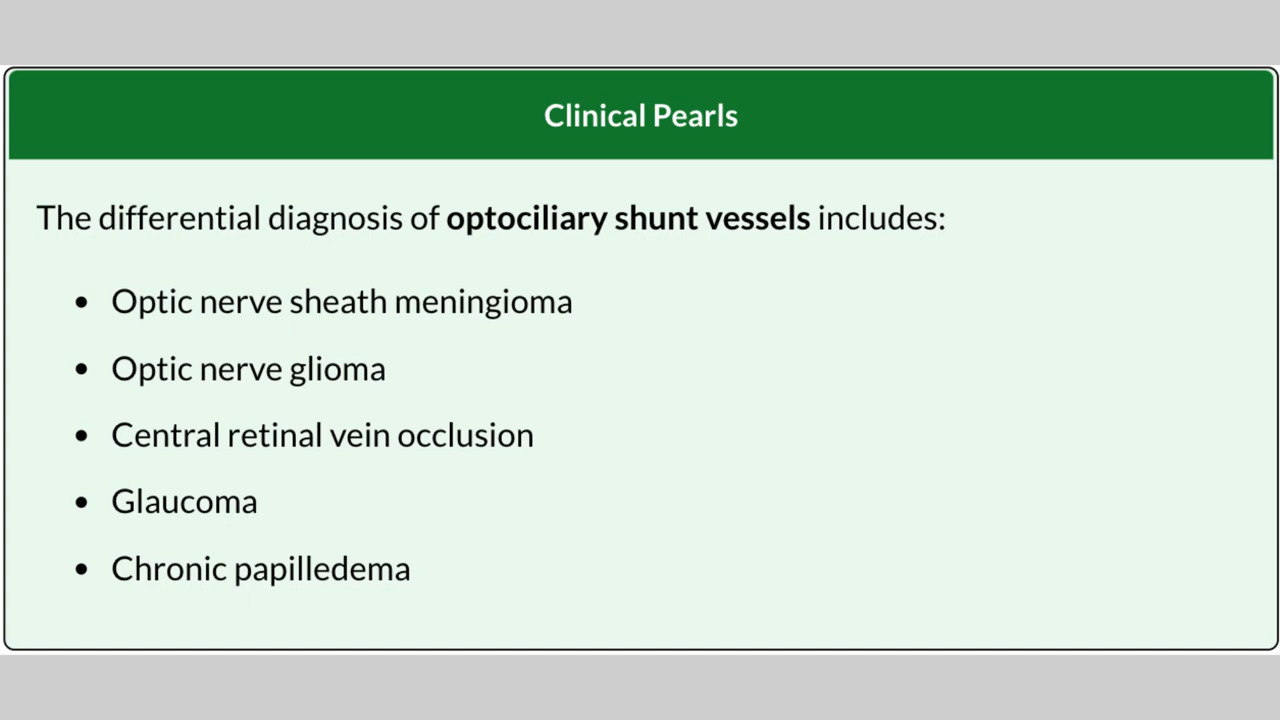 Clinical Pearls
The differential diagnosis of optociliary shunt vessels includes:
• Optic nerve sheath meningioma
• Optic nerve glioma
• Central retinal vein occlusion
• Glaucoma
• Chronic papilledema